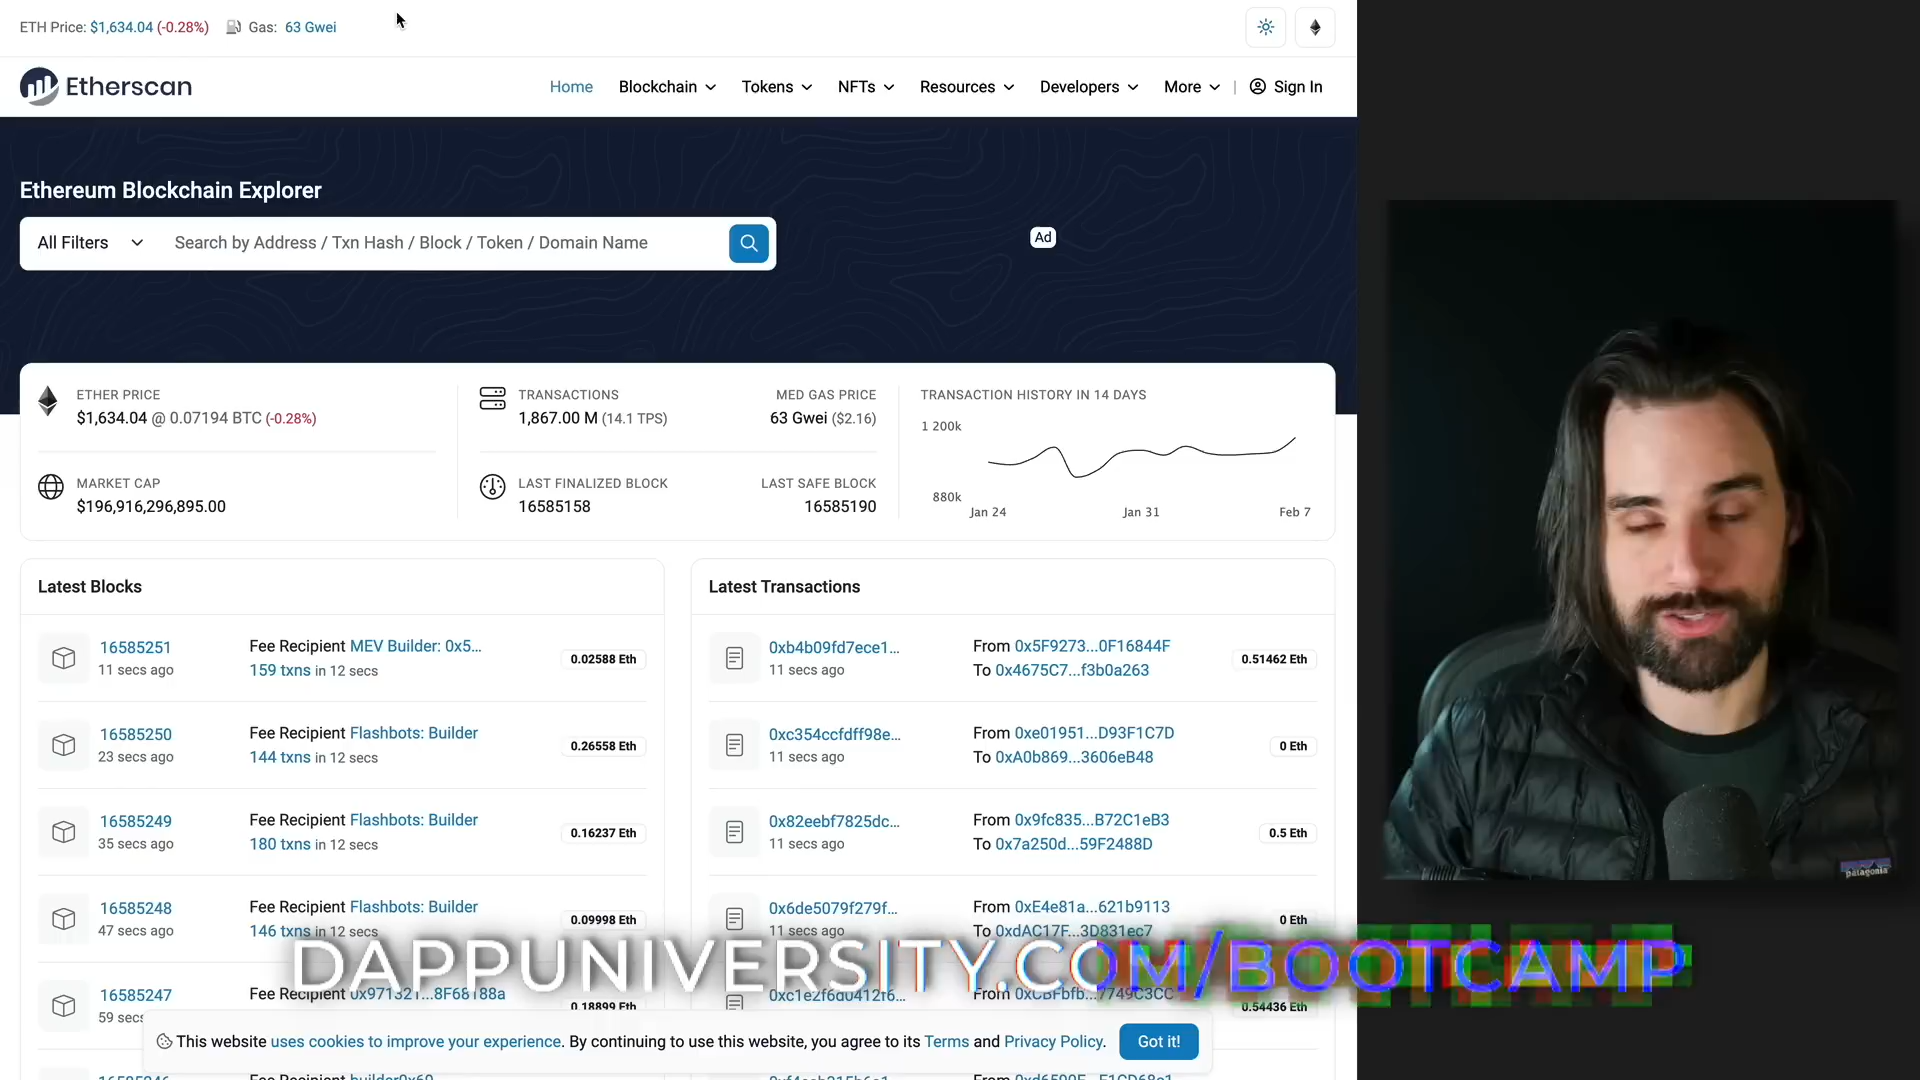 ETH Price: $1,634.04 (-0.28%) Gas: 63 Gwei
Etherscan
Home Blockchain Tokens NFTs Resources Developers More | Sign In
Ethereum Blockchain Explorer
All Filters Search by Address / Txn Hash / Block / Token / Domain Name
Ad
ETHER PRICE
$1,634.04 @ 0.07194 BTC (-0.28%)
MARKET CAP
$196,916,296,895.00
TRANSACTIONS
1,867.00 M (14.1 TPS)
MED GAS PRICE
63 Gwei ($2.16)
LAST FINALIZED BLOCK
16585158
LAST SAFE BLOCK
16585190
TRANSACTION HISTORY IN 14 DAYS
1 200k
880k
Jan 24 Jan 31 Feb 7
Latest Blocks
16585251 Fee Recipient MEV Builder: 0x5... 0.02588 Eth
11 secs ago 159 txns in 12 secs
16585250 Fee Recipient Flashbots: Builder 0.26558 Eth
23 secs ago 144 txns in 12 secs
16585249 Fee Recipient Flashbots: Builder 0.16237 Eth
35 secs ago 180 txns in 12 secs
16585248 Fee Recipient Flashbots: Builder 0.09998 Eth
47 secs ago 146 txns in 12 secs
16585247 Fee Recipient 0.18899 Eth
59 secs
Latest Transactions
0xb4b09fd7ece1... From 0x5F9273...0F16844F 0.51462 Eth
11 secs ago To 0x4675C7...f3b0a263
0xc354ccfdff98e... From 0xe01951...D93F1C7D 0 Eth
11 secs ago To 0xA0b869...3606eB48
0x82eebf7825dc... From 0x9fc835...B72C1eB3 0.5 Eth
11 secs ago To 0x7a250d...59F2488D
0x6de5079f279f... From 0xE4e81a...621b9113 0 Eth
11 secs ago To 0xdAC17F...3D831ec7
From 0.54436 Eth
DAPPUNIVERSITY.COM/BOOTCAMP
This website uses cookies to improve your experience. By continuing to use this website, you agree to its Terms and Privacy Policy. Got it!
patagonia